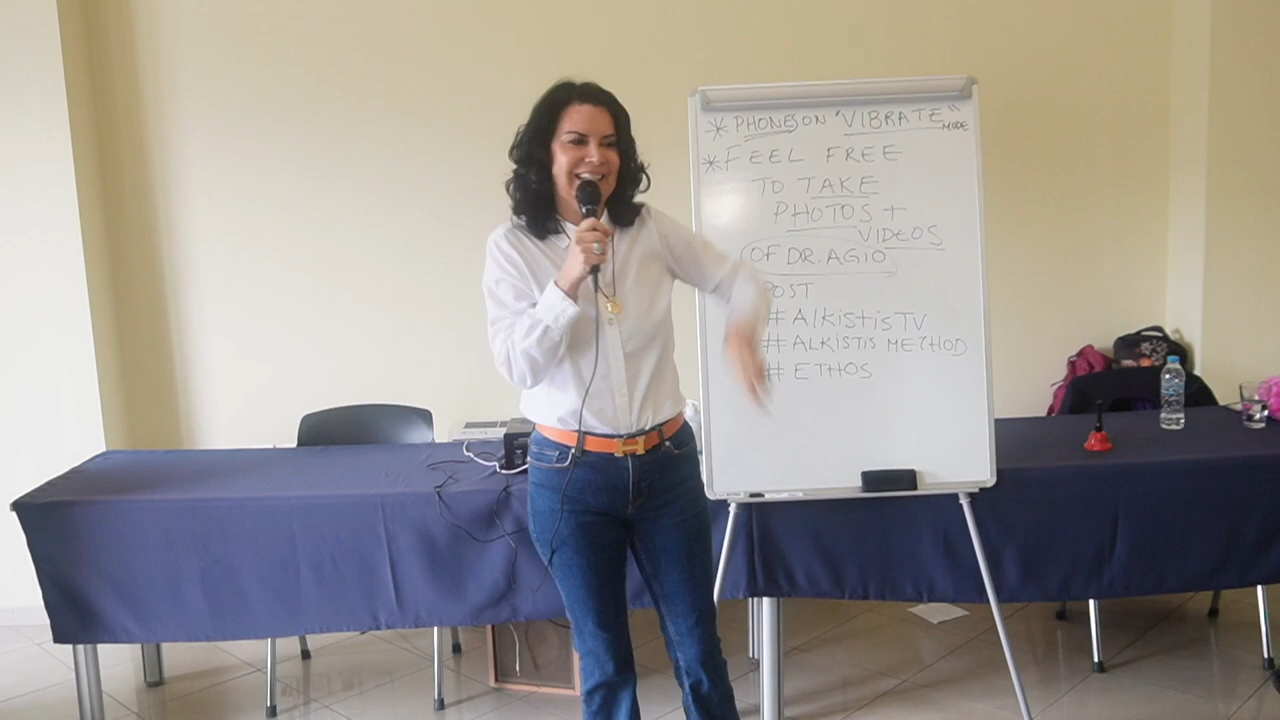 * PHONES ON "VIBRATE" MODE
* FEEL FREE
TO TAKE
PHOTOS +
VIDEOS
OF DR. AGIO
POST
# AlkistisTV
# ALKISTIS METHOD
# ETHOS